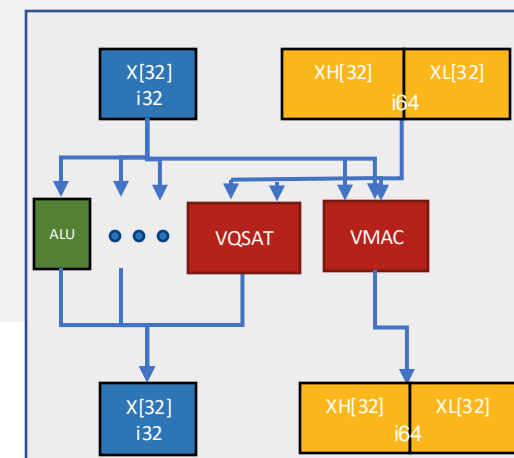 X[32]
i32
XH[32] XL[32]
i64
ALU
VQSAT
VMAC
X[32]
i32
XH[32] XL[32]
i64